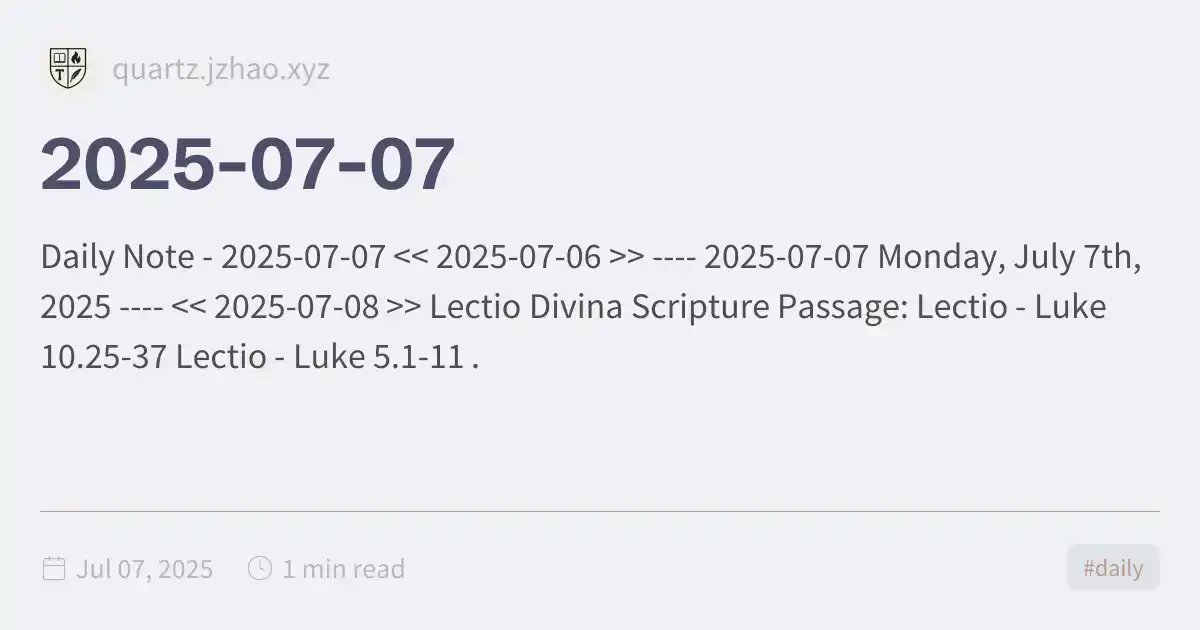 T
quartz.jzhao.xyz
2025-07-07
Daily Note - 2025-07-07 << 2025-07-06 >> ---- 2025-07-07 Monday, July 7th,
2025 ---- << 2025-07-08 >> Lectio Divina Scripture Passage: Lectio - Luke
10.25-37 Lectio - Luke 5.1-11 .
Jul 07, 2025
1 min read
#daily